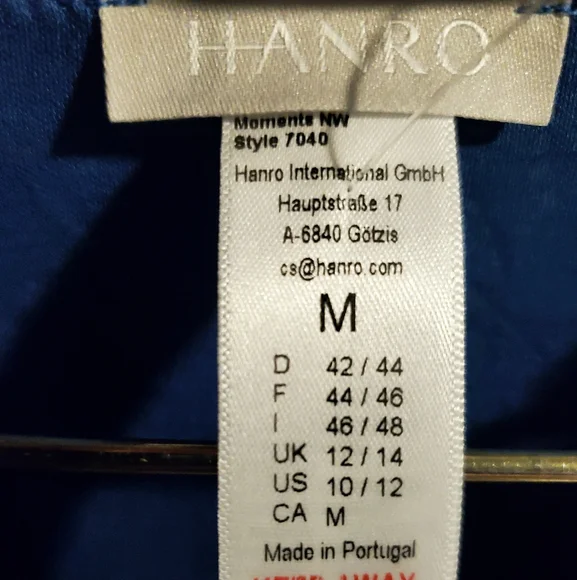 HANRO
Moments NW
Style 7040
Hanro International GmbH
Hauptstraße 17
A-6840 Götzis
cs@hanro.com
M
D 42 / 44
F 44 / 46
I 46 / 48
UK 12 / 14
US 10 / 12
CA M
Made in Portugal